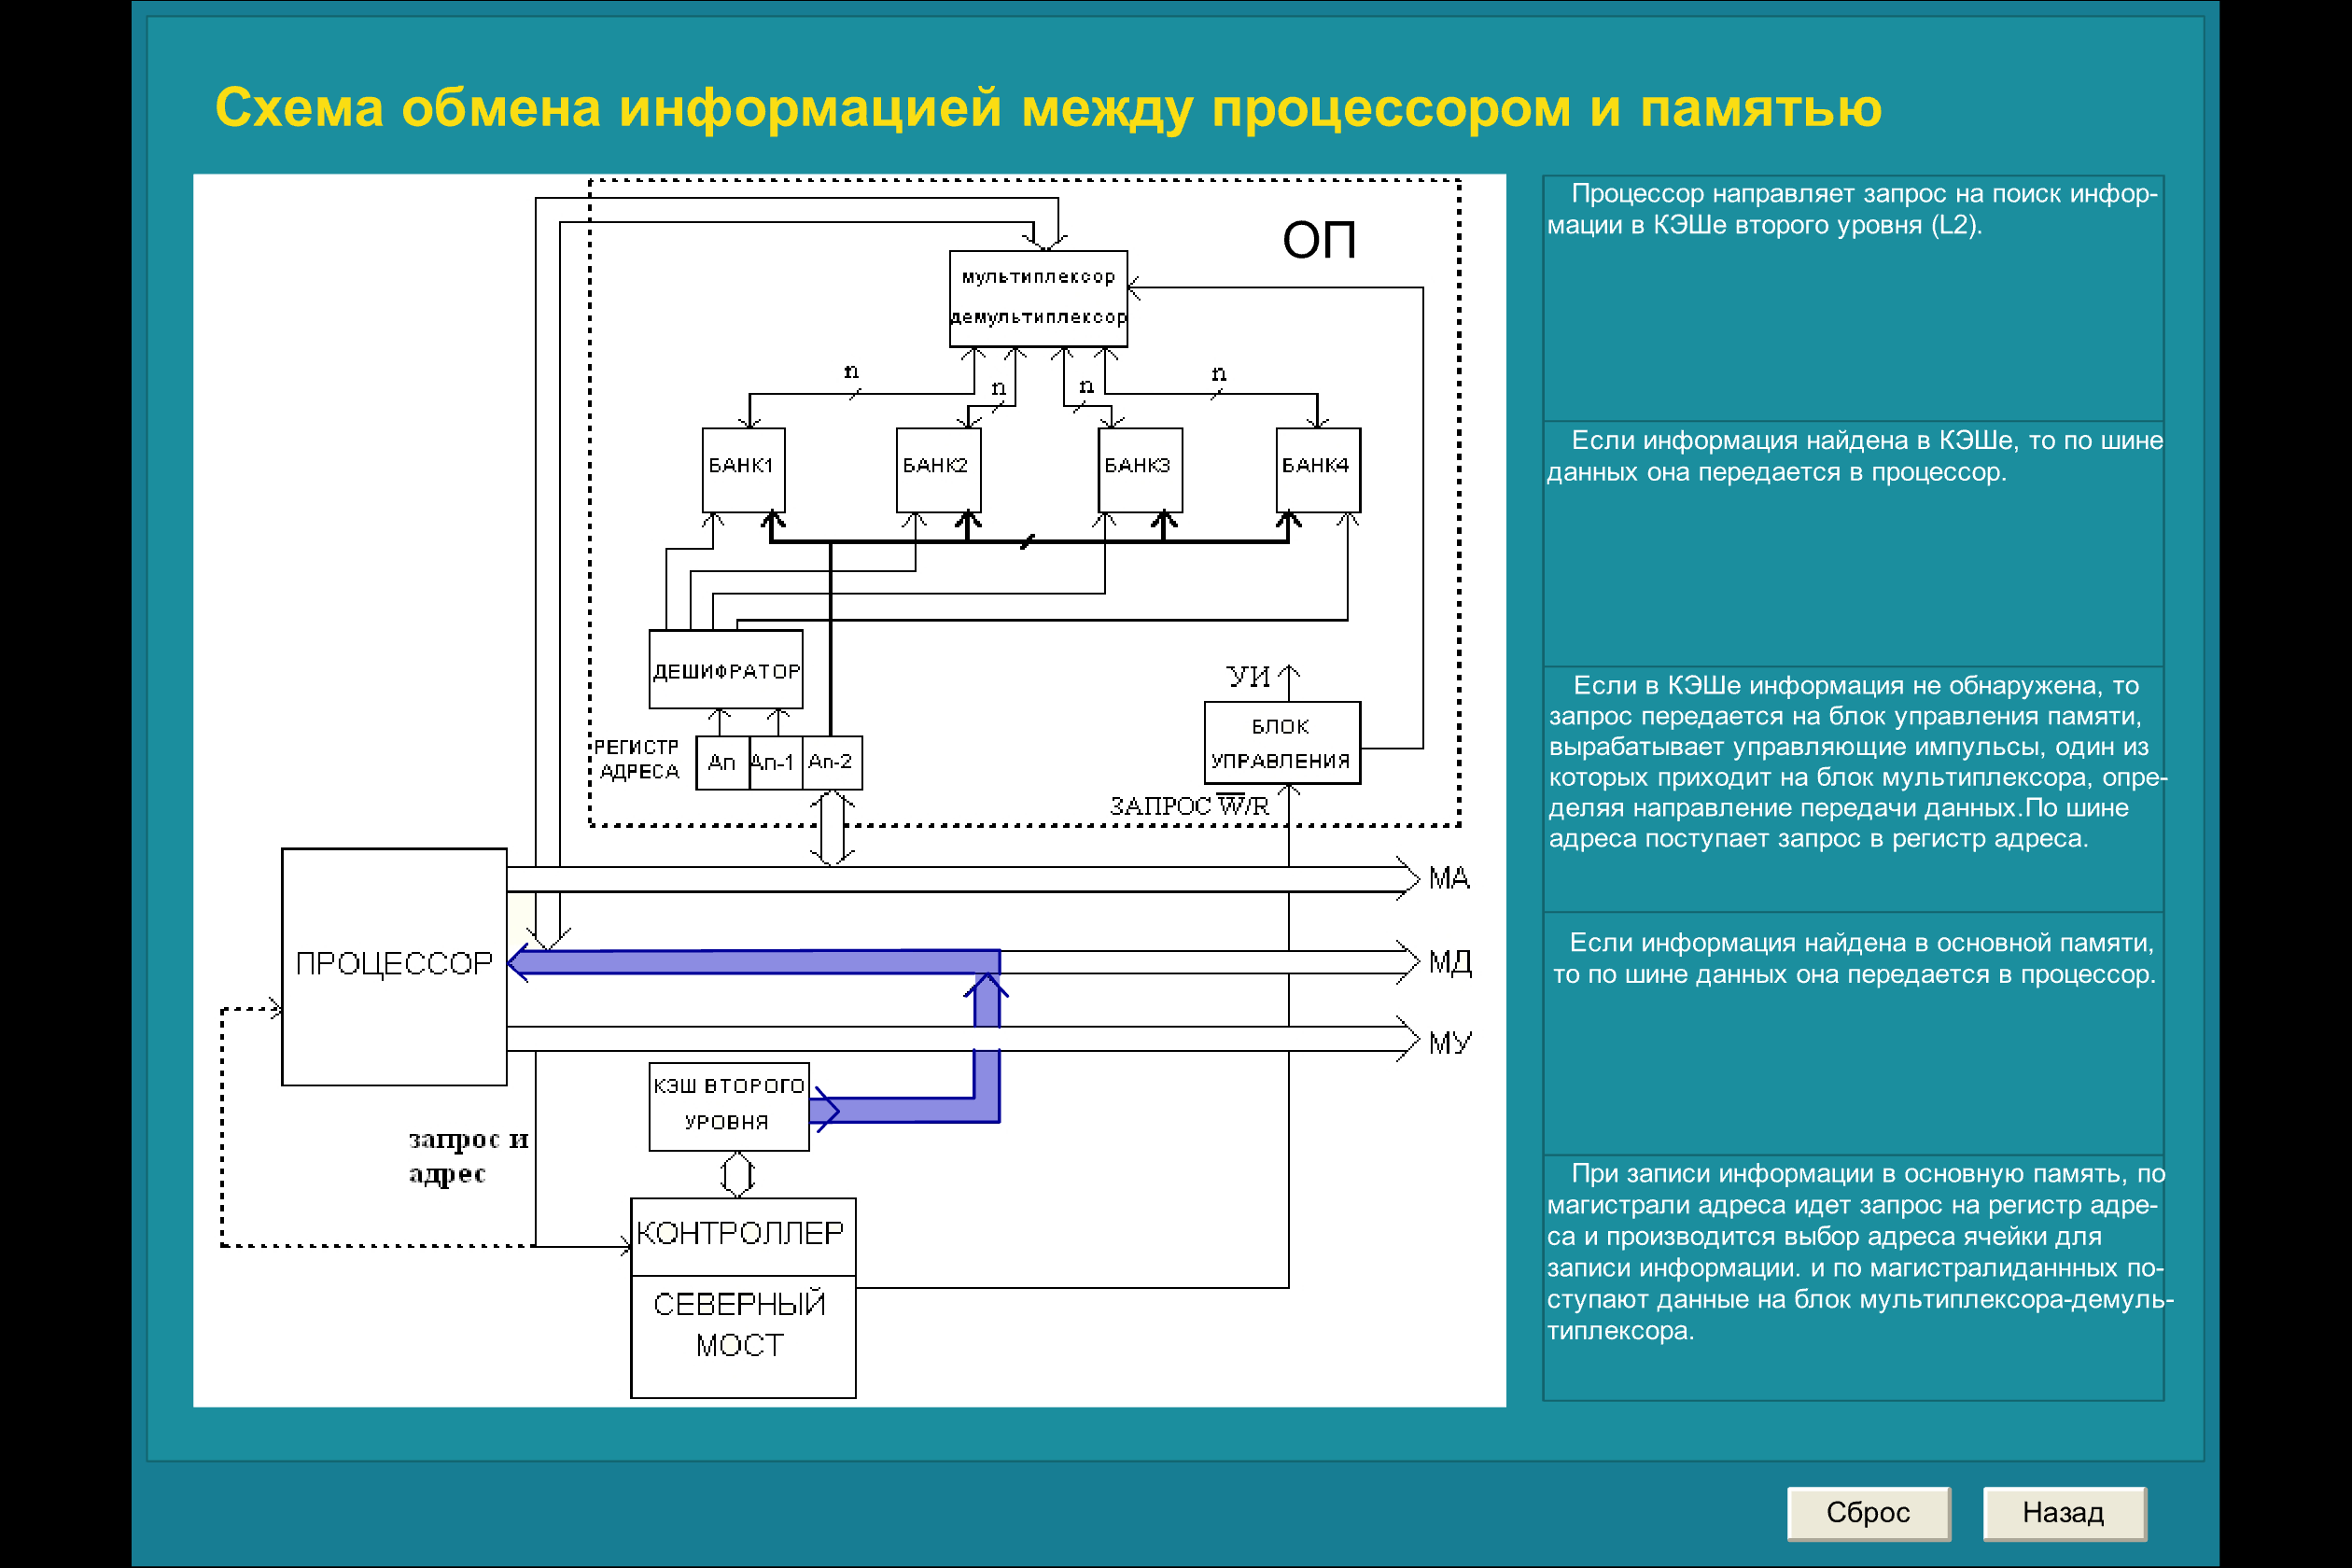 Схема обмена информацией между процессором и памятью
ОП
мультиплексор
демультиплексор
n
n
n
n
БАНК1
БАНК2
БАНК3
БАНК4
ДЕШИФРАТОР
РЕГИСТР
АДРЕСА
An
An-1
An-2
УИ
БЛОК
УПРАВЛЕНИЯ
ЗАПРОС W̅/R
МА
ПРОЦЕССОР
МД
МУ
КЭШ ВТОРОГО
УРОВНЯ
запрос и
адрес
КОНТРОЛЛЕР
СЕВЕРНЫЙ
МОСТ
Процессор направляет запрос на поиск инфор-
мации в КЭШе второго уровня (L2).
Если информация найдена в КЭШе, то по шине
данных она передается в процессор.
Если в КЭШе информация не обнаружена, то
запрос передается на блок управления памяти,
вырабатывает управляющие импульсы, один из
которых приходит на блок мультиплексора, опре-
деляя направление передачи данных.По шине
адреса поступает запрос в регистр адреса.
Если информация найдена в основной памяти,
то по шине данных она передается в процессор.
При записи информации в основную память, по
магистрали адреса идет запрос на регистр адре-
са и производится выбор адреса ячейки для
записи информации. и по магистралиданнных по-
ступают данные на блок мультиплексора-демуль-
типлексора.
Сброс
Назад